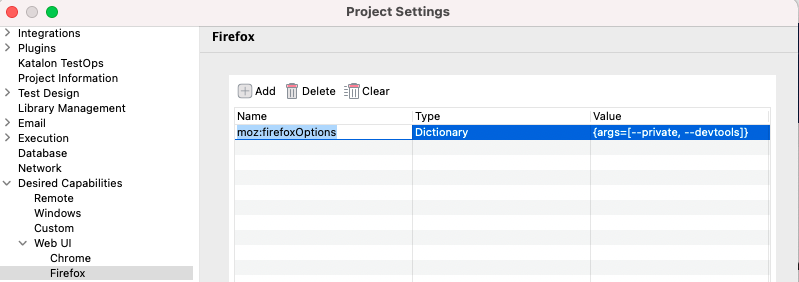 Project Settings
Integrations
Plugins
Katalon TestOps
Project Information
Test Design
Library Management
Email
Execution
Database
Network
Desired Capabilities
Remote
Windows
Custom
Web UI
Chrome
Firefox
Firefox
Add Delete Clear
Name Type Value
moz:firefoxOptions Dictionary {args=[--private, --devtools]}